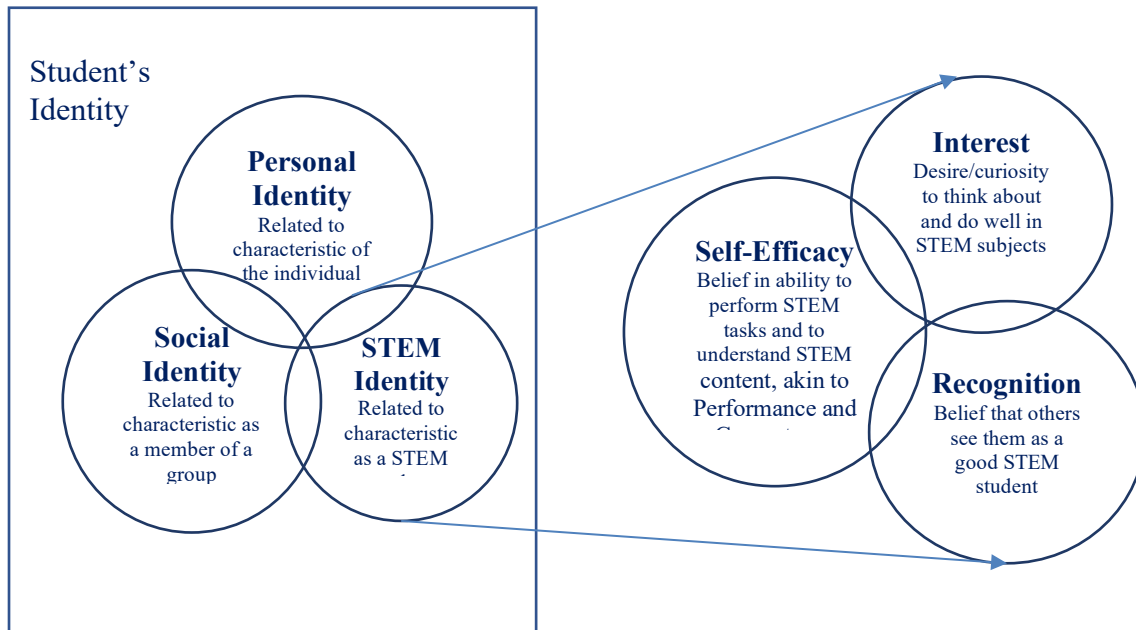 Student's
Identity
Personal
Identity
Related to
characteristic of
the individual
Social
Identity
Related to
characteristic as
a member of a
group
STEM
Identity
Related to
characteristic
as a STEM
Interest
Desire/curiosity
to think about
and do well in
STEM subjects
Self-Efficacy
Belief in ability to
perform STEM
tasks and to
understand STEM
content, akin to
Performance and
Recognition
Belief that others
see them as a
good STEM
student